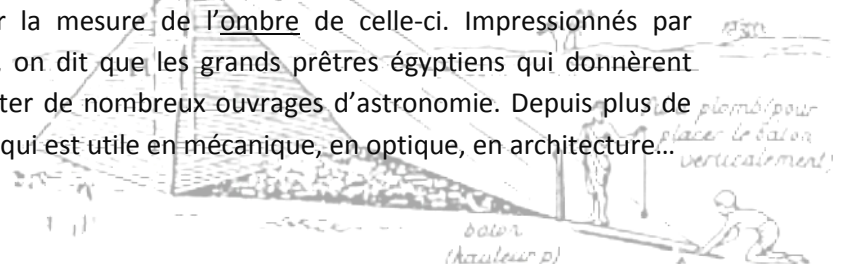 r la mesure de l’ombre de celle-ci. Impressionnés par
, on dit que les grands prêtres égyptiens qui donnèrent
ter de nombreux ouvrages d’astronomie. Depuis plus de
qui est utile en mécanique, en optique, en architecture…
plomb pour
placer le bâton
verticalement)
bâton
(hauteur p)